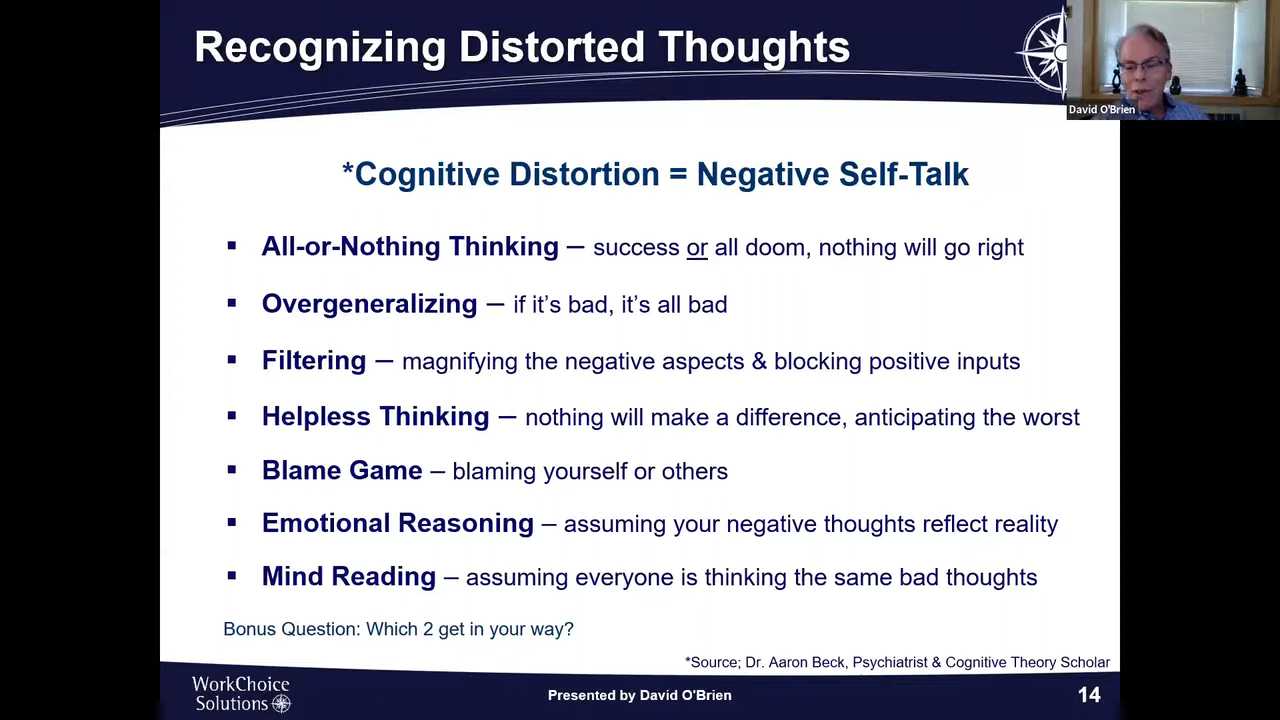 Recognizing Distorted Thoughts
David O'Brien
*Cognitive Distortion = Negative Self-Talk
▪ All-or-Nothing Thinking – success or all doom, nothing will go right
▪ Overgeneralizing – if it's bad, it's all bad
▪ Filtering – magnifying the negative aspects & blocking positive inputs
▪ Helpless Thinking – nothing will make a difference, anticipating the worst
▪ Blame Game – blaming yourself or others
▪ Emotional Reasoning – assuming your negative thoughts reflect reality
▪ Mind Reading – assuming everyone is thinking the same bad thoughts
Bonus Question: Which 2 get in your way?
*Source; Dr. Aaron Beck, Psychiatrist & Cognitive Theory Scholar
WorkChoice
Solutions
Presented by David O'Brien
14